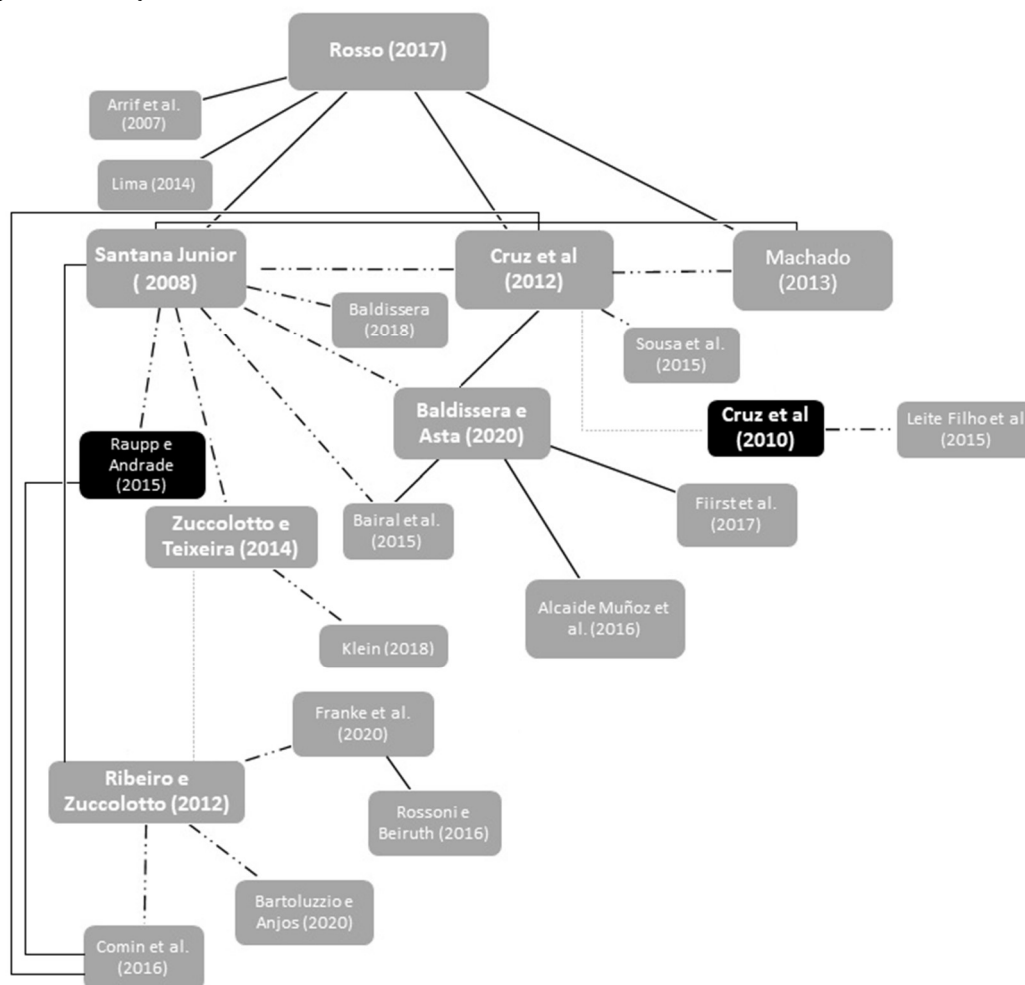 Rosso (2017)
Arrif et al.
(2007)
Lima (2014)
Santana Junior
( 2008)
Cruz et al
(2012)
Machado
(2013)
Baldissera
(2018)
Sousa et al.
(2015)
Baldissera e
Asta (2020)
Cruz et al
(2010)
Leite Filho et al
(2015)
Raupp e
Andrade
(2015)
Zuccolotto e
Teixeira (2014)
Bairal et al.
(2015)
Fiirst et al.
(2017)
Alcaide Muñoz et
al. (2016)
Klein (2018)
Franke et al.
(2020)
Ribeiro e
Zuccolotto (2012)
Rossoni e
Beiruth (2016)
Bartoluzzio e
Anjos (2020)
Comin et al.
(2016)